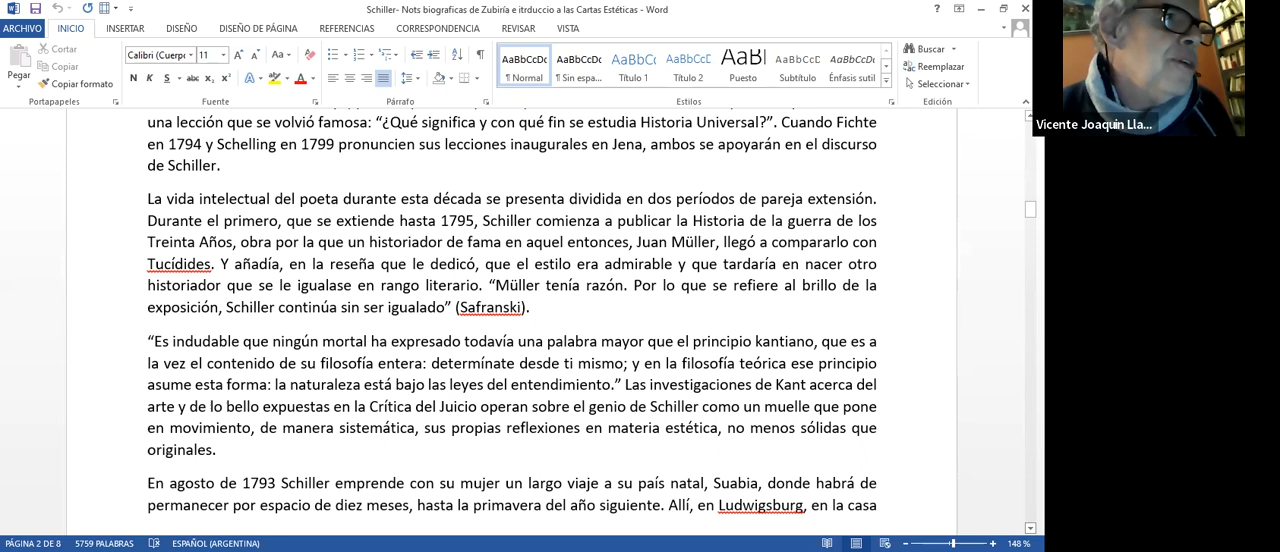 Schiller- Nots biograficas de Zubiría e itrduccio a las Cartas Estéticas - Word
ARCHIVO INICIO INSERTAR DISEÑO DISEÑO DE PÁGINA REFERENCIAS CORRESPONDENCIA REVISAR VISTA
Pegar
Cortar
Copiar
Copiar formato
Portapapeles
Calibri (Cuerpo 11
Fuente
Párrafo
AaBbCcDc AaBbCcDc AaBbCc AaBbCcD AaBl AaBbCcD AaBbCcDc
¶ Normal ¶ Sin espa... Título 1 Título 2 Puesto Subtítulo Énfasis sutil
Estilos
Buscar
Reemplazar
Seleccionar
Edición
Vicente Joaquin Lla...
una lección que se volvió famosa: “¿Qué significa y con qué fin se estudia Historia Universal?”. Cuando Fichte
en 1794 y Schelling en 1799 pronuncien sus lecciones inaugurales en Jena, ambos se apoyarán en el discurso
de Schiller.
La vida intelectual del poeta durante esta década se presenta dividida en dos períodos de pareja extensión.
Durante el primero, que se extiende hasta 1795, Schiller comienza a publicar la Historia de la guerra de los
Treinta Años, obra por la que un historiador de fama en aquel entonces, Juan Müller, llegó a compararlo con
Tucídides. Y añadía, en la reseña que le dedicó, que el estilo era admirable y que tardaría en nacer otro
historiador que se le igualase en rango literario. “Müller tenía razón. Por lo que se refiere al brillo de la
exposición, Schiller continúa sin ser igualado” (Safranski).
“Es indudable que ningún mortal ha expresado todavía una palabra mayor que el principio kantiano, que es a
la vez el contenido de su filosofía entera: determínate desde ti mismo; y en la filosofía teórica ese principio
asume esta forma: la naturaleza está bajo las leyes del entendimiento.” Las investigaciones de Kant acerca del
arte y de lo bello expuestas en la Crítica del Juicio operan sobre el genio de Schiller como un muelle que pone
en movimiento, de manera sistemática, sus propias reflexiones en materia estética, no menos sólidas que
originales.
En agosto de 1793 Schiller emprende con su mujer un largo viaje a su país natal, Suabia, donde habrá de
permanecer por espacio de diez meses, hasta la primavera del año siguiente. Allí, en Ludwigsburg, en la casa
PÁGINA 2 DE 8 5759 PALABRAS ESPAÑOL (ARGENTINA) 148 %